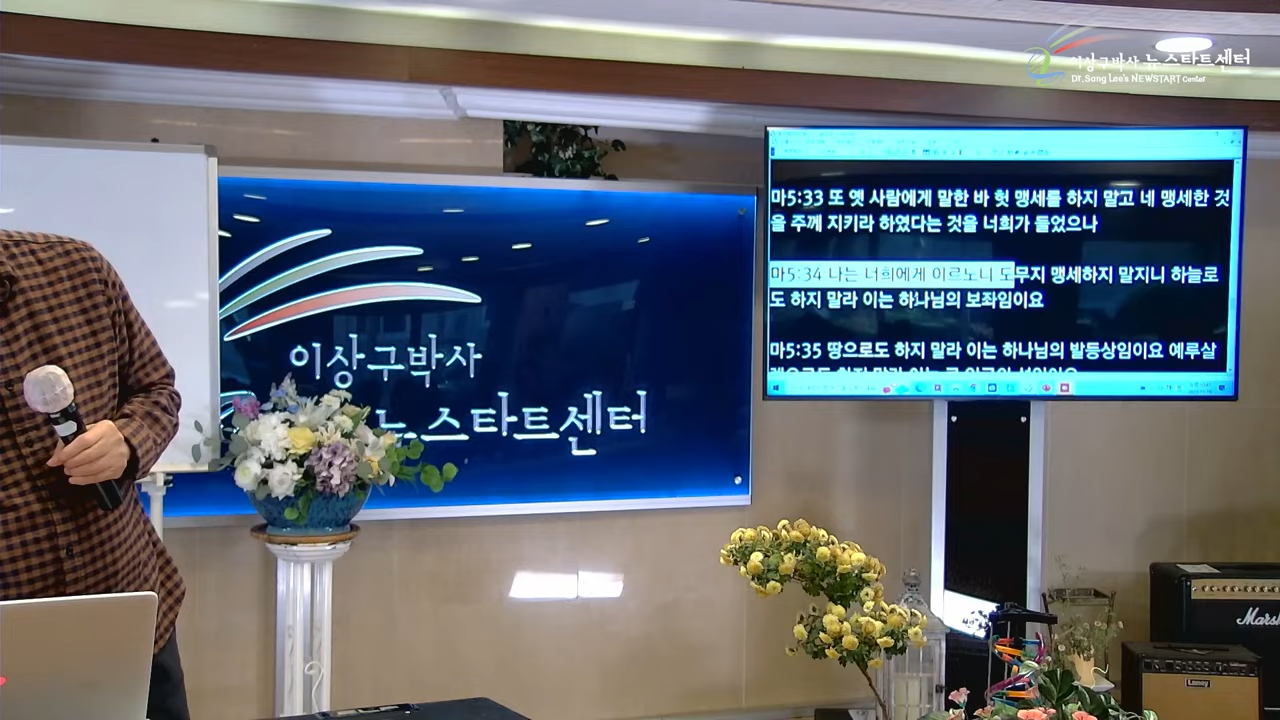 이상구박사 뉴스타트센터
Dr.Sang Lee's NEWSTART Center
마5:33 또 옛 사람에게 말한 바 헛 맹세를 하지 말고 네 맹세한 것
을 주께 지키라 하였다는 것을 너희가 들었으나
마5:34 나는 너희에게 이르노니 도무지 맹세하지 말지니 하늘로
도 하지 말라 이는 하나님의 보좌임이요
마5:35 땅으로도 하지 말라 이는 하나님의 발등상임이요 예루살
이상구박사
뉴스타트센터
Laney